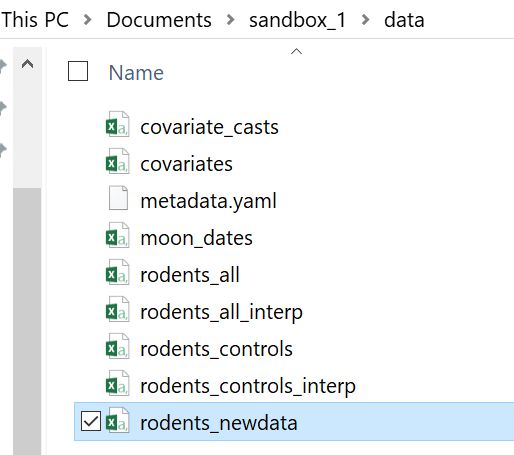 This PC > Documents > sandbox_1 > data
Name
covariate_casts
covariates
metadata.yaml
moon_dates
rodents_all
rodents_all_interp
rodents_controls
rodents_controls_interp
rodents_newdata